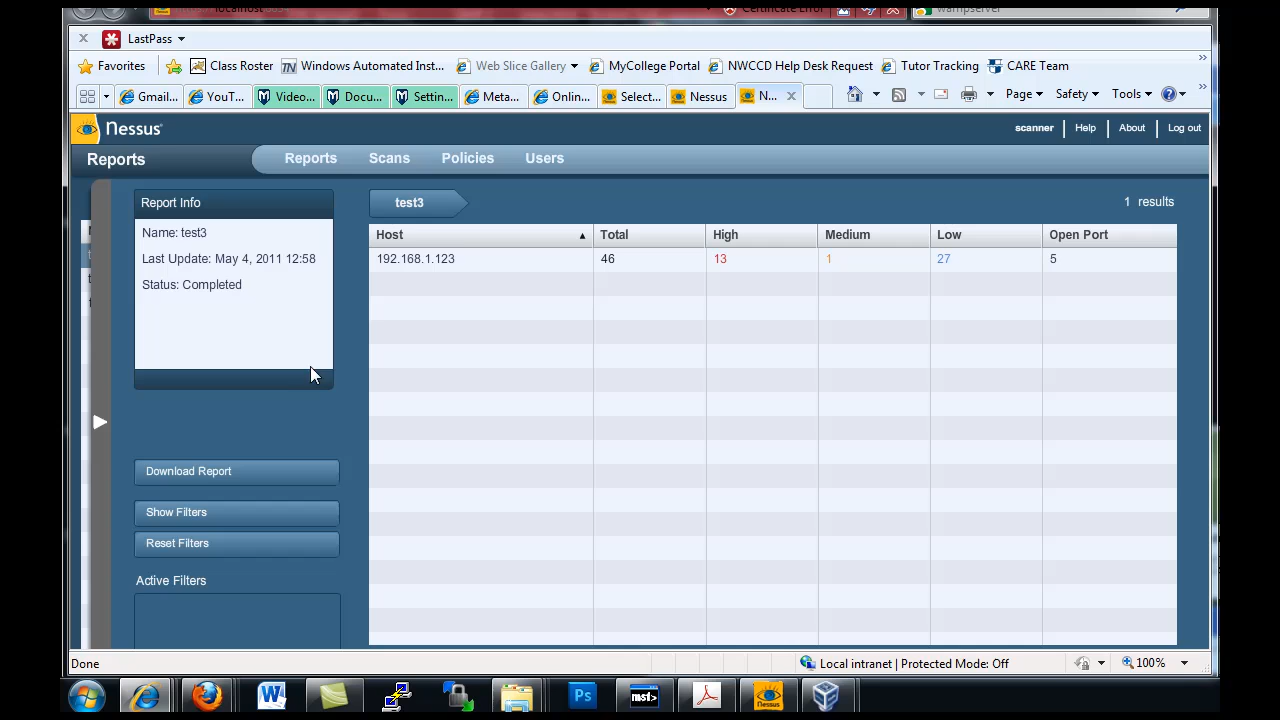 Certificate Error
wampserver
LastPass
Favorites
Class Roster
Windows Automated Inst...
Web Slice Gallery
MyCollege Portal
NWCCD Help Desk Request
Tutor Tracking
CARE Team
Gmail...
YouT...
Video...
Docu...
Settin...
Meta...
Onlin...
Select...
Nessus
N...
Page
Safety
Tools
Nessus
scanner
Help
About
Log out
Reports
Reports
Scans
Policies
Users
Report Info
Name: test3
Last Update: May 4, 2011 12:58
Status: Completed
test3
1 results
Host Total High Medium Low Open Port
192.168.1.123 46 13 1 27 5
Download Report
Show Filters
Reset Filters
Active Filters
Done
Local intranet | Protected Mode: Off
100%